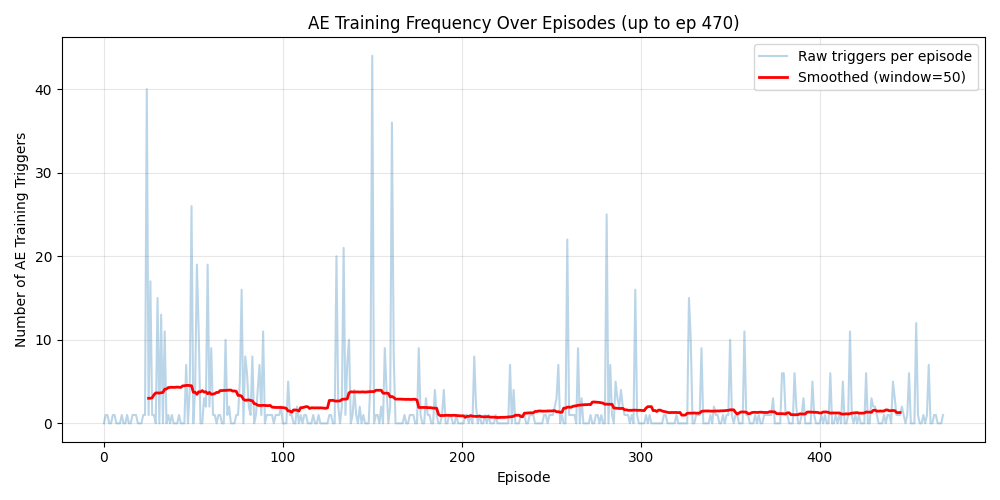 AE Training Frequency Over Episodes (up to ep 470)
Raw triggers per episode
Smoothed (window=50)
Number of AE Training Triggers
40
30
20
10
0
0 100 200 300 400
Episode